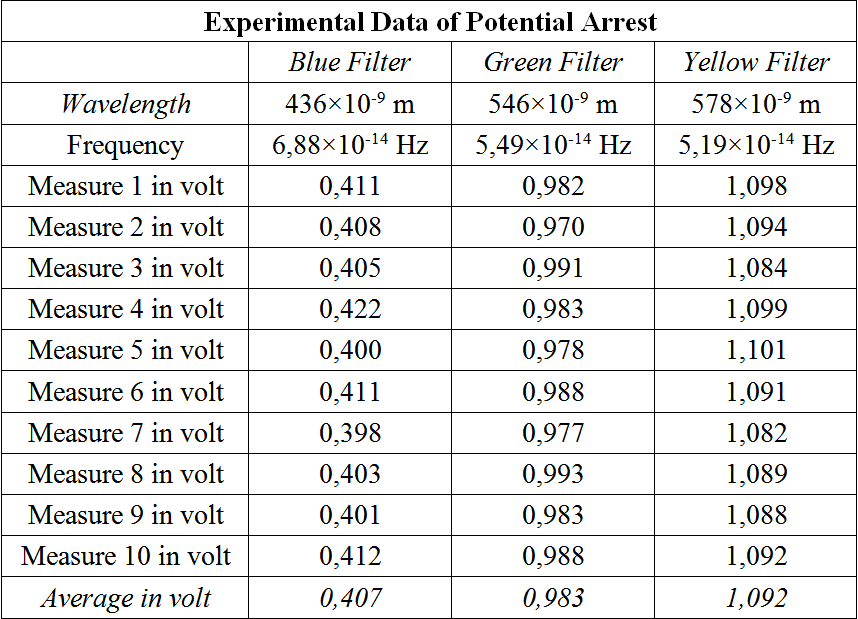 Experimental Data of Potential Arrest
Blue Filter Green Filter Yellow Filter
Wavelength 436×10⁻⁹ m 546×10⁻⁹ m 578×10⁻⁹ m
Frequency 6,88×10⁻¹⁴ Hz 5,49×10⁻¹⁴ Hz 5,19×10⁻¹⁴ Hz
Measure 1 in volt 0,411 0,982 1,098
Measure 2 in volt 0,408 0,970 1,094
Measure 3 in volt 0,405 0,991 1,084
Measure 4 in volt 0,422 0,983 1,099
Measure 5 in volt 0,400 0,978 1,101
Measure 6 in volt 0,411 0,988 1,091
Measure 7 in volt 0,398 0,977 1,082
Measure 8 in volt 0,403 0,993 1,089
Measure 9 in volt 0,401 0,983 1,088
Measure 10 in volt 0,412 0,988 1,092
Average in volt 0,407 0,983 1,092